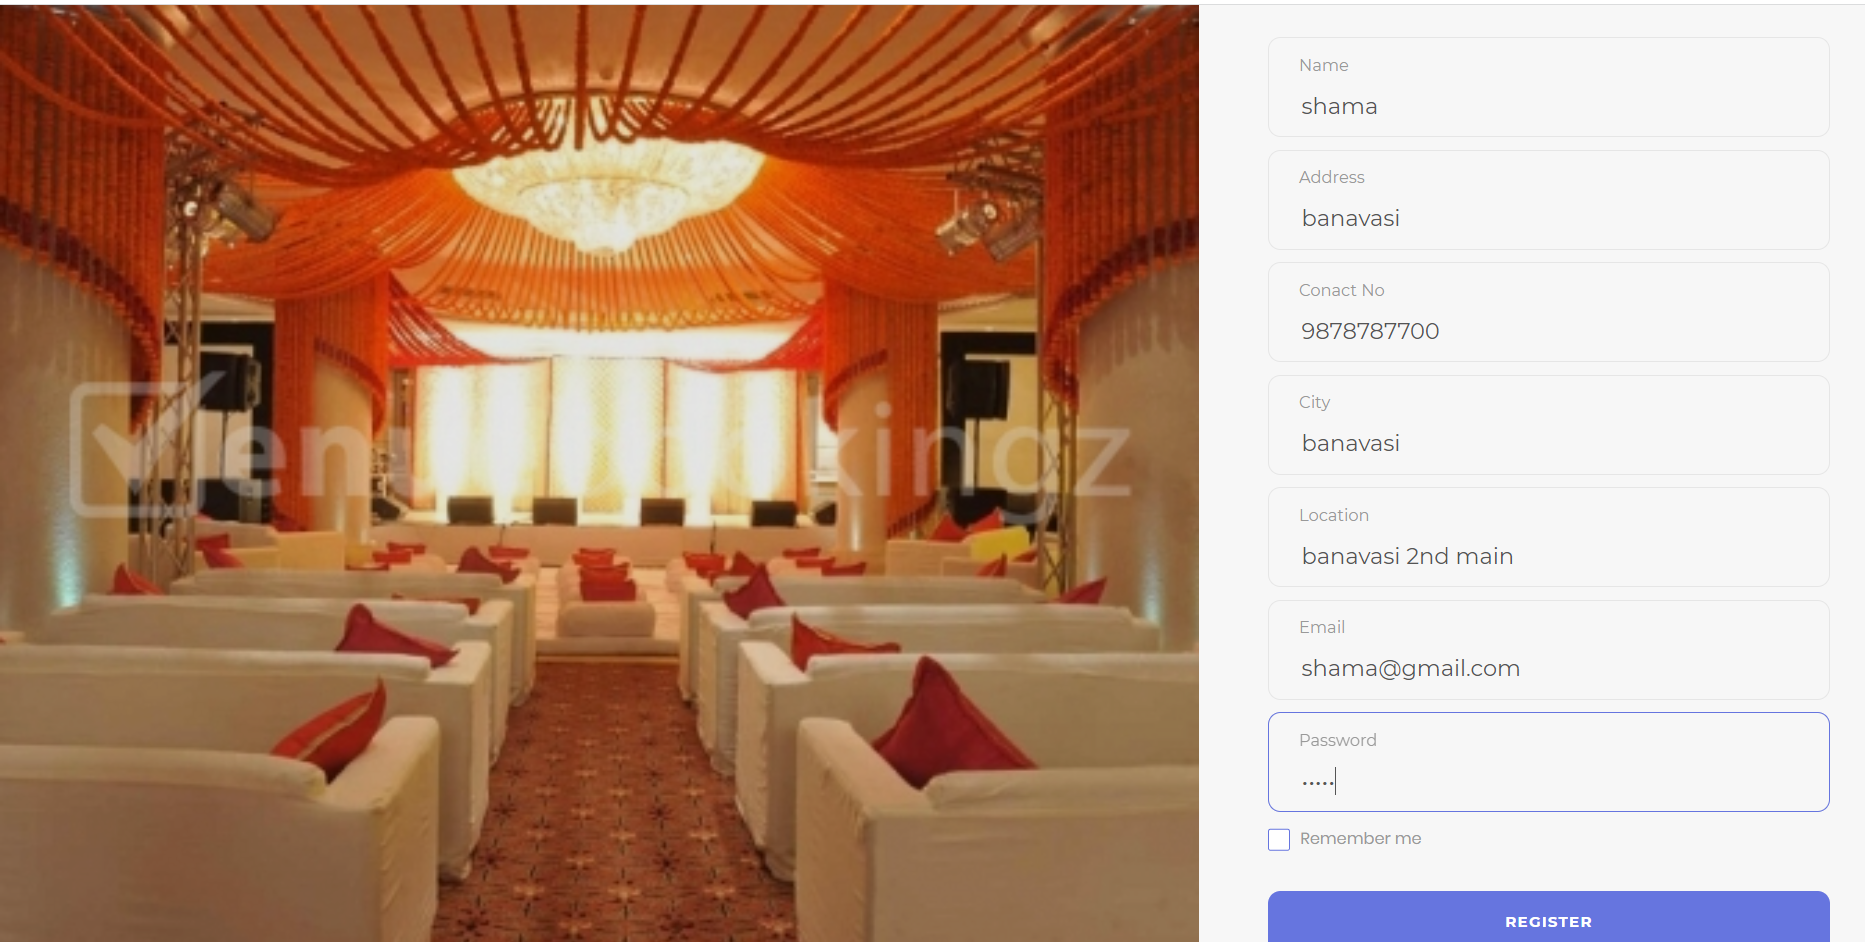 Venuebookingz
Name
shama
Address
banavasi
Conact No
9878787700
City
banavasi
Location
banavasi 2nd main
Email
shama@gmail.com
Password
.....
Remember me
REGISTER